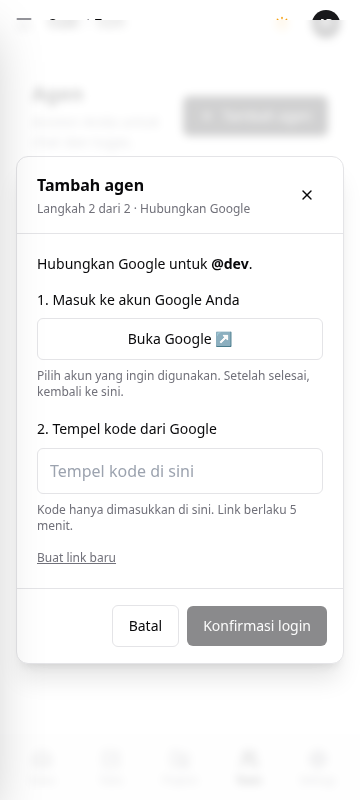 Agen
Tambah agen
Langkah 2 dari 2 · Hubungkan Google
Hubungkan Google untuk @dev.
1. Masuk ke akun Google Anda
Buka Google ↗️
Pilih akun yang ingin digunakan. Setelah selesai,
kembali ke sini.
2. Tempel kode dari Google
Tempel kode di sini
Kode hanya dimasukkan di sini. Link berlaku 5
menit.
Buat link baru
Batal
Konfirmasi login